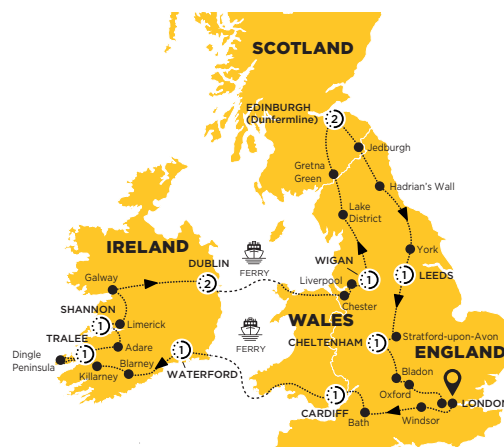 SCOTLAND
EDINBURGH
(Dunfermline)
2
Jedburgh
Gretna
Green
Hadrian's Wall
Lake
District
York
IRELAND
DUBLIN
2
FERRY
WIGAN
1
Liverpool
Chester
1
LEEDS
Galway
SHANNON
1
Limerick
TRALEE
1
Adare
Dingle
Peninsula
Killarney
Blarney
1
WATERFORD
FERRY
WALES
CHELTENHAM
1
Stratford-upon-Avon
ENGLAND
Bladon
Oxford
LONDON
Windsor
1
CARDIFF
Bath